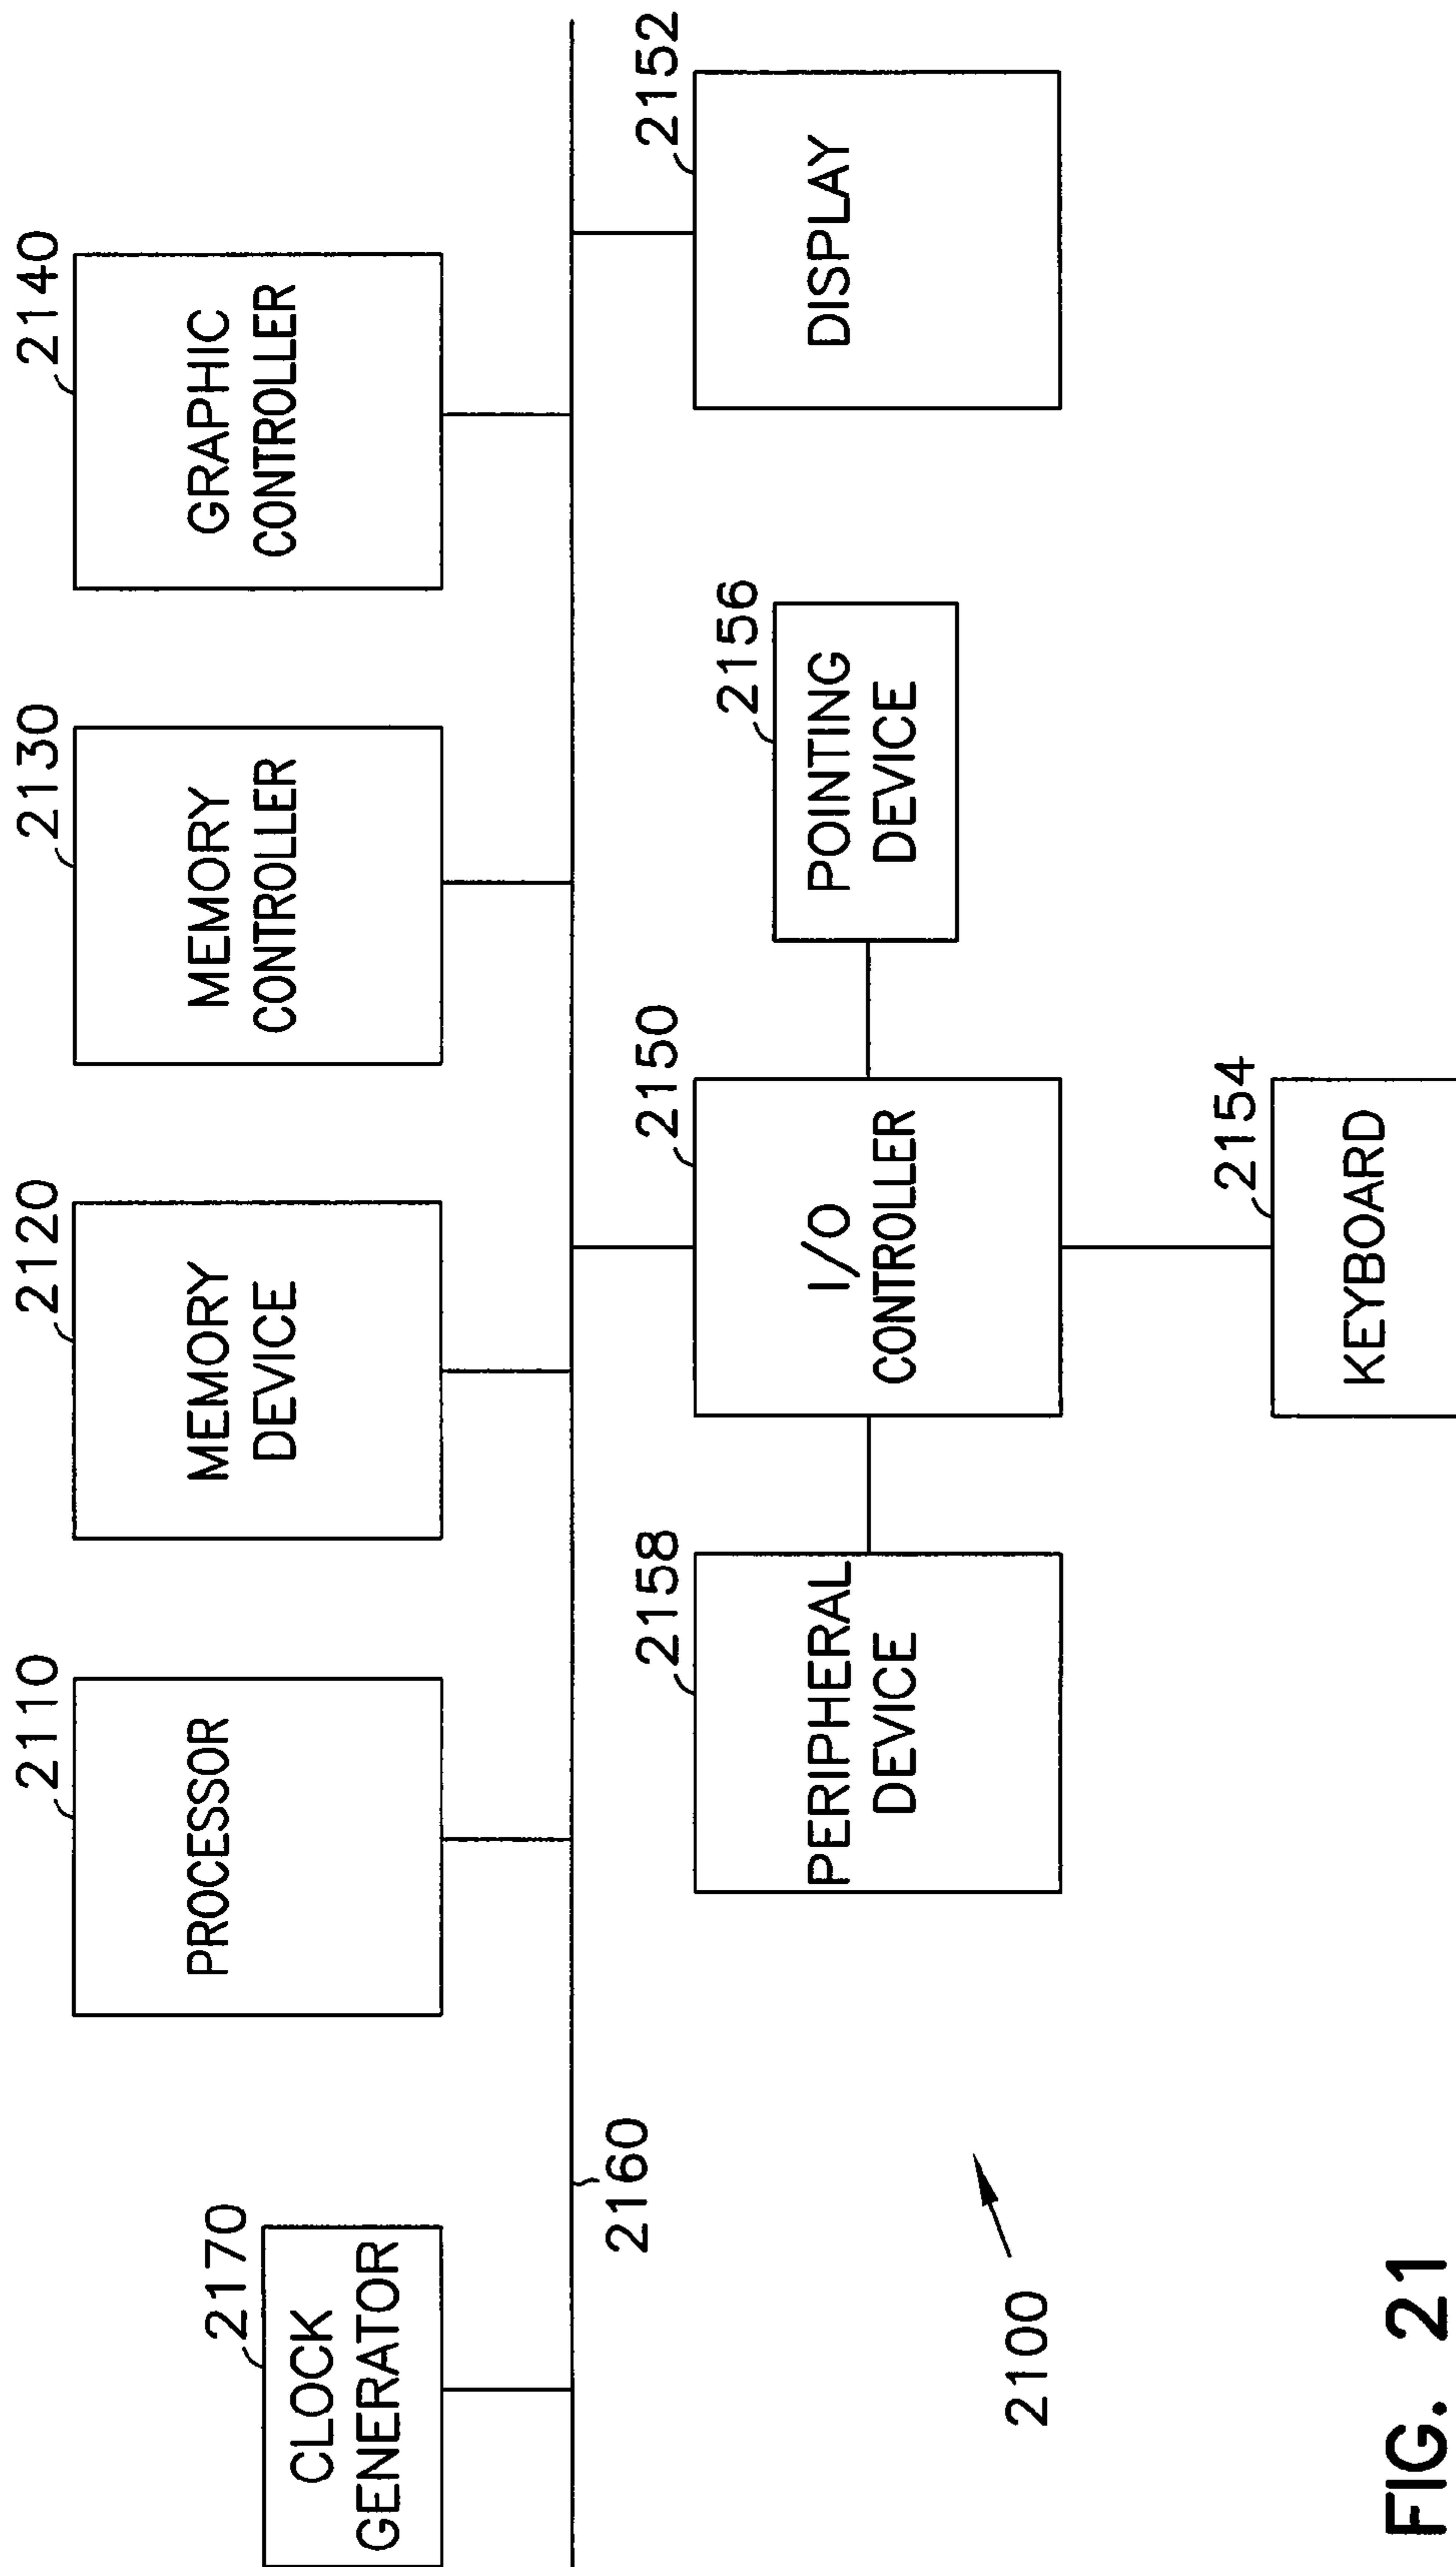 2170
CLOCK
GENERATOR
2110
PROCESSOR
2120
MEMORY
DEVICE
2130
MEMORY
CONTROLLER
2140
GRAPHIC
CONTROLLER
2160
2158
PERIPHERAL
DEVICE
2150
I/O
CONTROLLER
2156
POINTING
DEVICE
2152
DISPLAY
2100
2154
KEYBOARD
FIG. 21